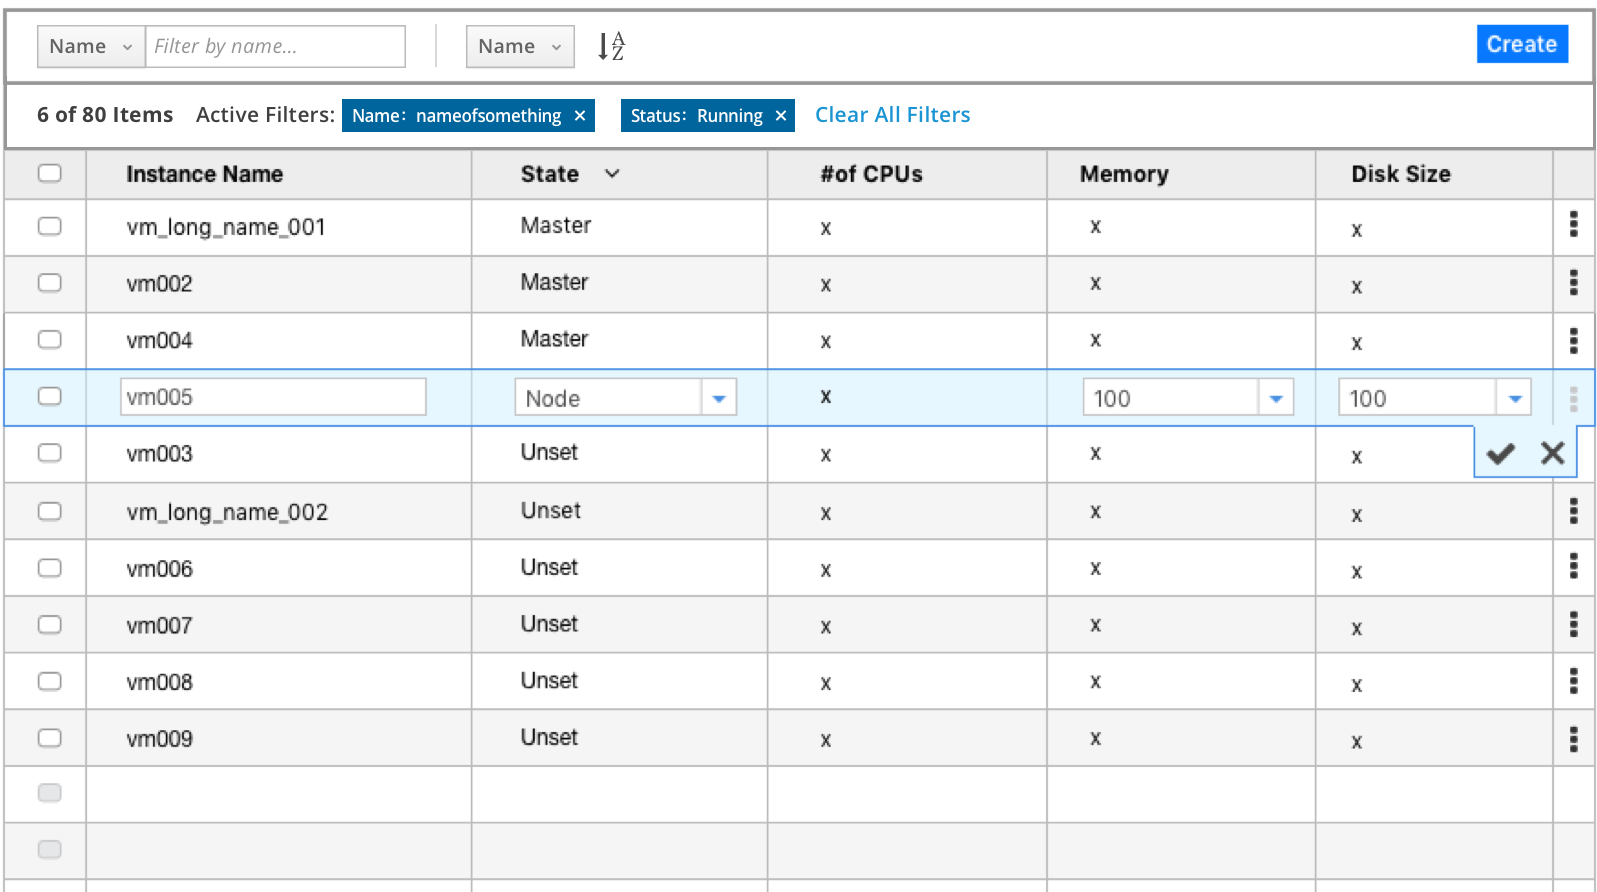 Name Filter by name... Name A Z Create
6 of 80 Items Active Filters: Name: nameofsomething × Status: Running × Clear All Filters
Instance Name State #of CPUs Memory Disk Size
vm_long_name_001 Master x x x
vm002 Master x x x
vm004 Master x x x
vm005 Node x 100 100
vm003 Unset x x x
vm_long_name_002 Unset x x x
vm006 Unset x x x
vm007 Unset x x x
vm008 Unset x x x
vm009 Unset x x x